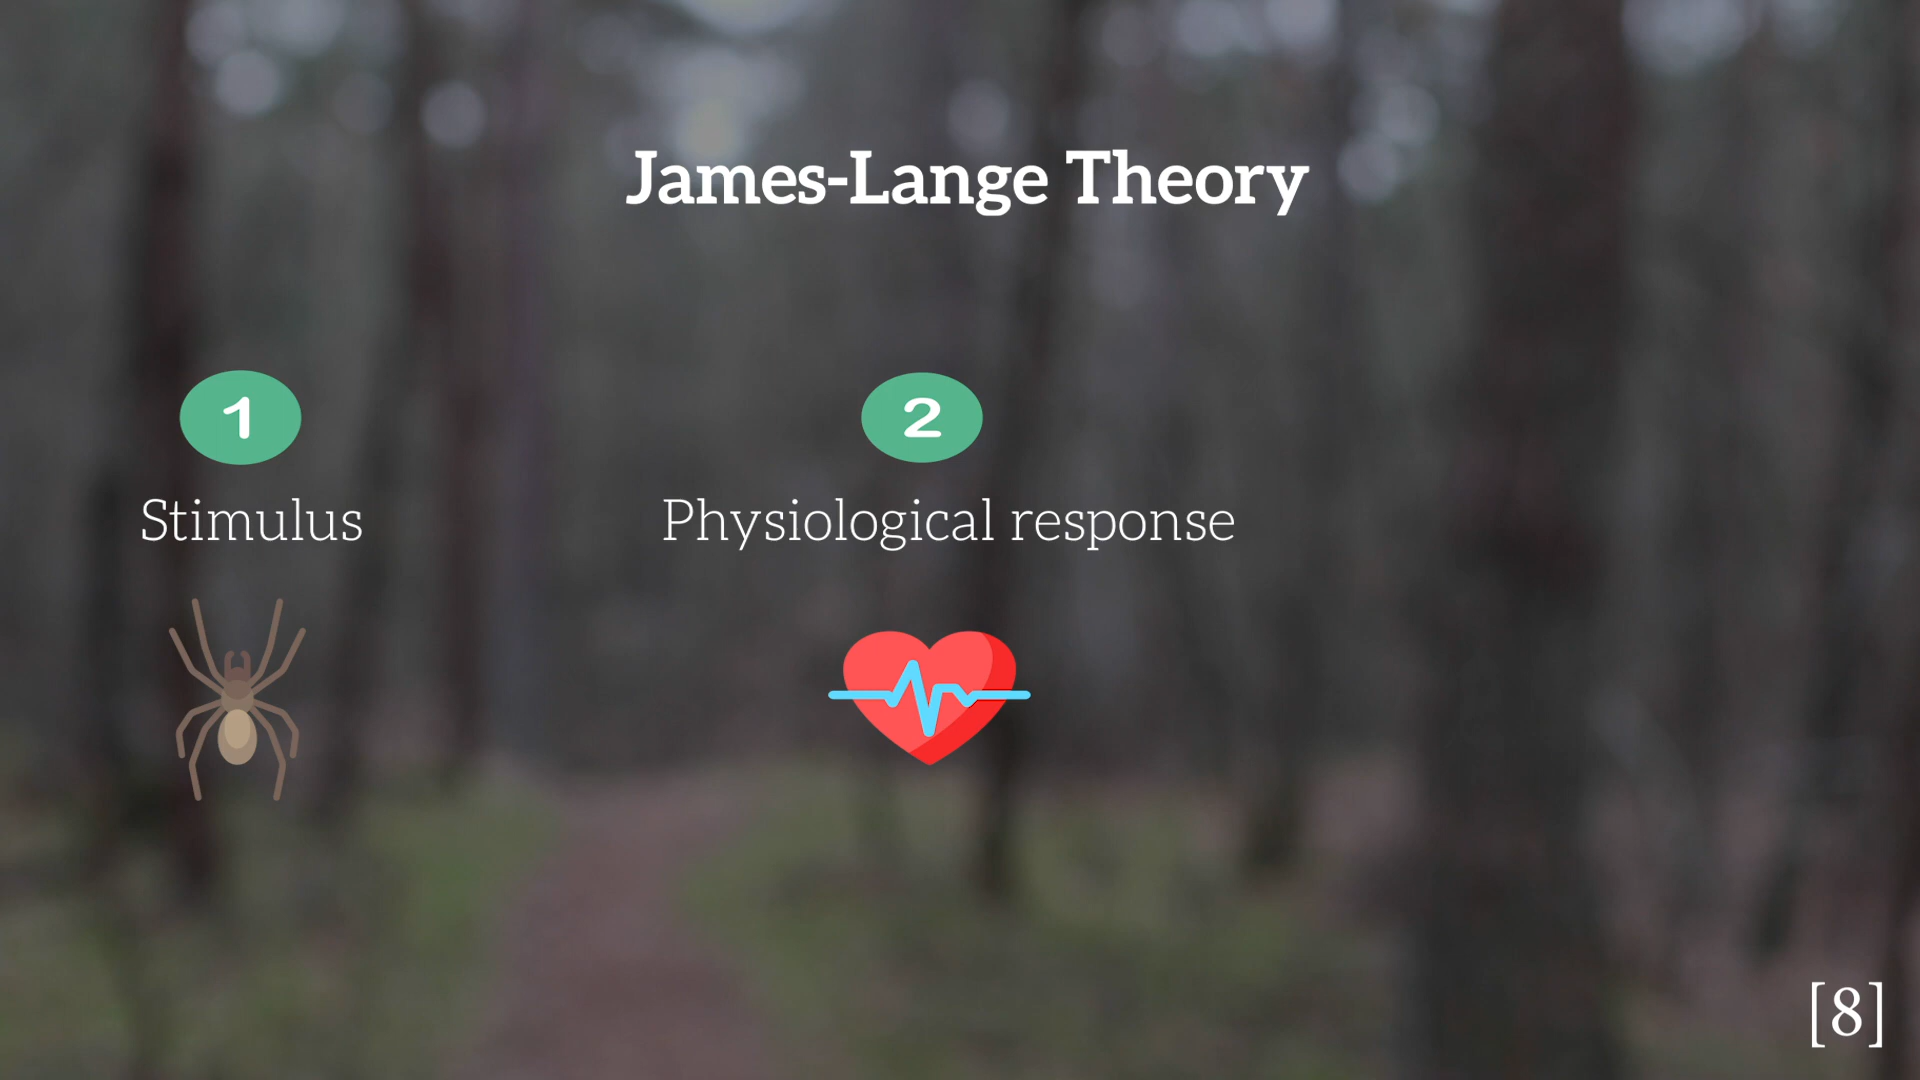 James-Lange Theory
1
2
Stimulus
Physiological response
[8]